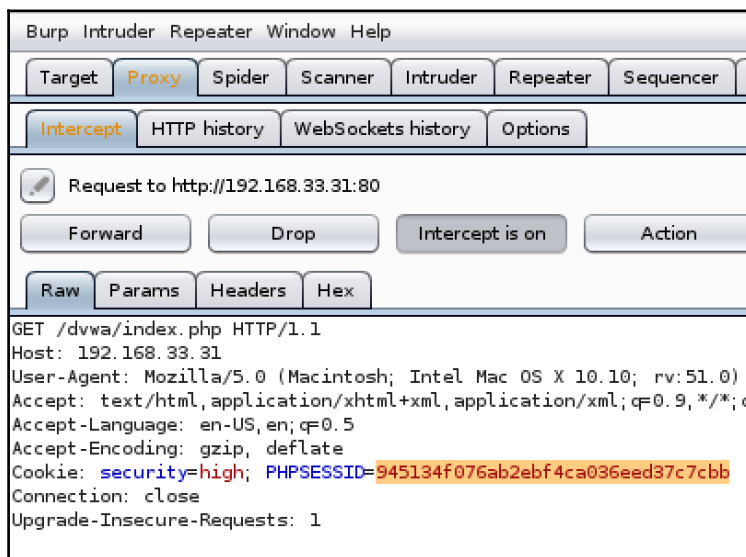 Burp Intruder Repeater Window Help
Target Proxy Spider Scanner Intruder Repeater Sequencer
Intercept HTTP history WebSockets history Options
Request to http://192.168.33.31:80
Forward Drop Intercept is on Action
Raw Params Headers Hex
GET /dvwa/index.php HTTP/1.1
Host: 192.168.33.31
User-Agent: Mozilla/5.0 (Macintosh; Intel Mac OS X 10.10; rv:51.0)
Accept: text/html,application/xhtml+xml,application/xml;q=0.9,*/*;
Accept-Language: en-US,en;q=0.5
Accept-Encoding: gzip, deflate
Cookie: security=high; PHPSESSID=945134f076ab2ebf4ca036eed37c7cbb
Connection: close
Upgrade-Insecure-Requests: 1